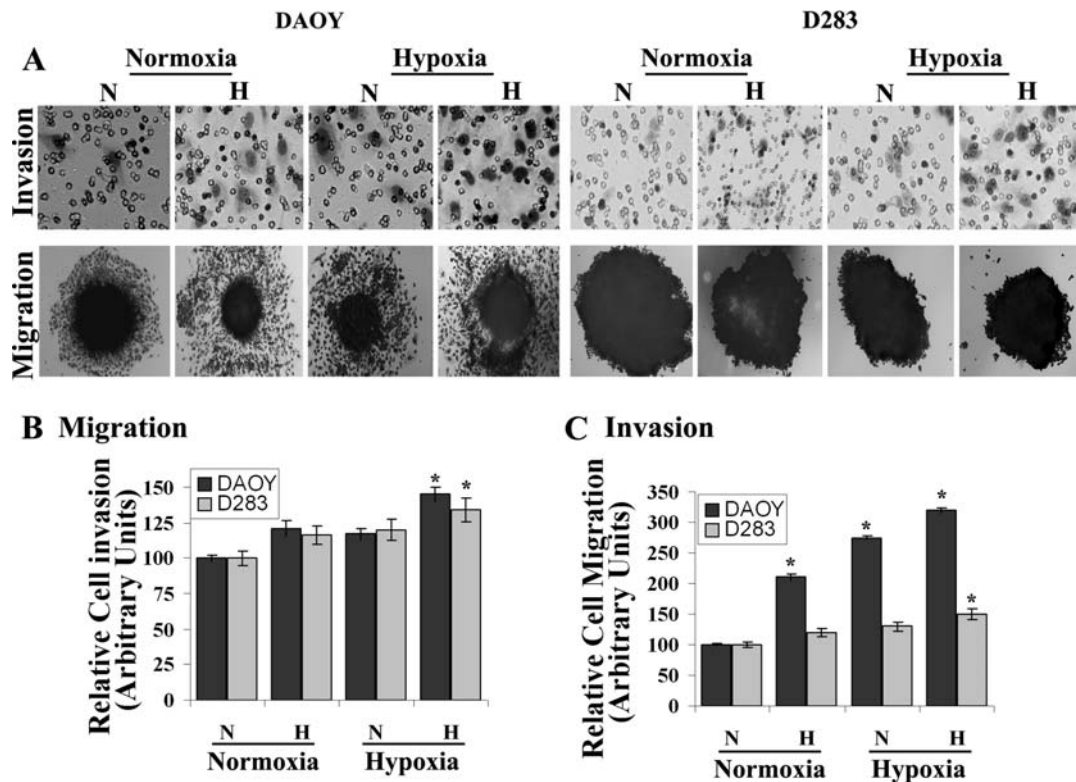 DAOY D283
A Normoxia Hypoxia Normoxia Hypoxia
N H N H N H N H
Invasion
Migration
B Migration
Relative Cell invasion
(Arbitrary Units)
DAOY
D283
150
125
100
75
50
25
0
* *
N H N H
Normoxia Hypoxia
C Invasion
Relative Cell Migration
(Arbitrary Units)
DAOY
D283
350
300
250
200
150
100
50
0
* * * *
N H N H
Normoxia Hypoxia